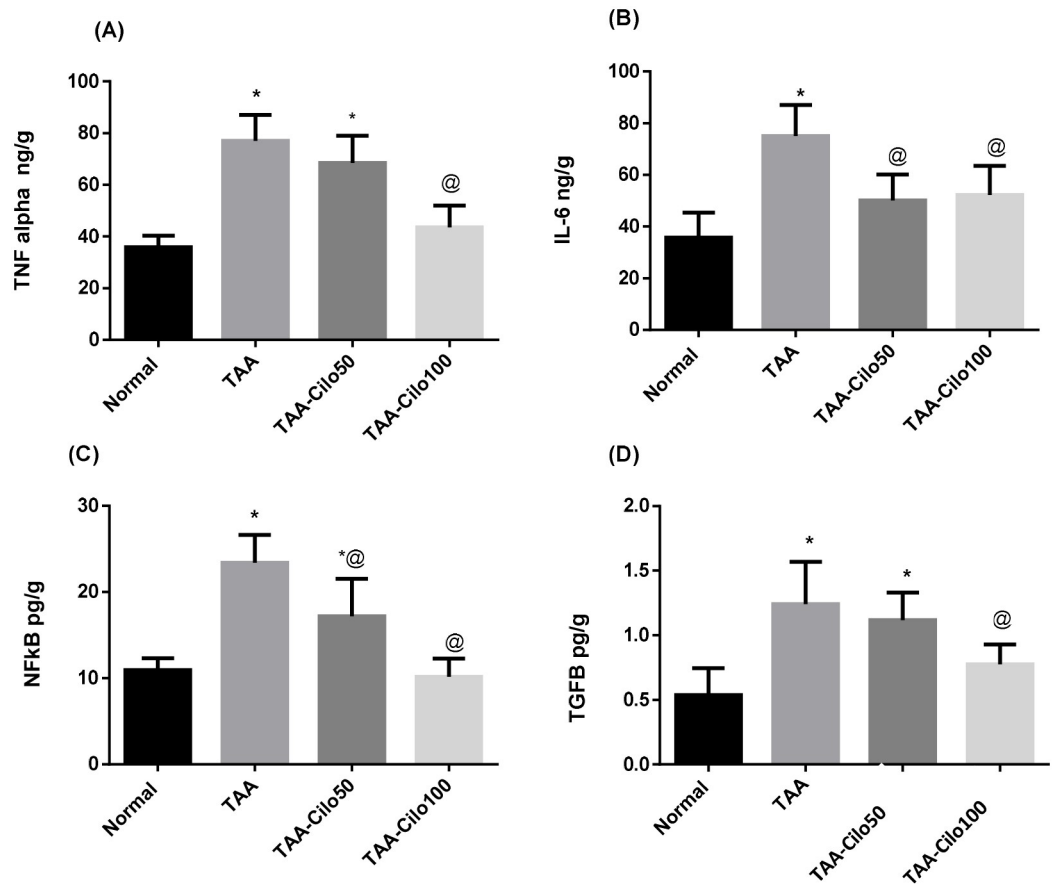 (A)
TNF alpha ng/g
100
80
60
40
20
0
*
*
@
Normal
TAA
TAA-Cilo50
TAA-Cilo100
(B)
IL-6 ng/g
100
80
60
40
20
0
*
@
@
Normal
TAA
TAA-Cilo50
TAA-Cilo100
(C)
NFkB pg/g
30
20
10
0
*
*@
@
Normal
TAA
TAA-Cilo50
TAA-Cilo100
(D)
TGFB pg/g
2.0
1.5
1.0
0.5
0.0
*
*
@
Normal
TAA
TAA-Cilo50
TAA-Cilo100